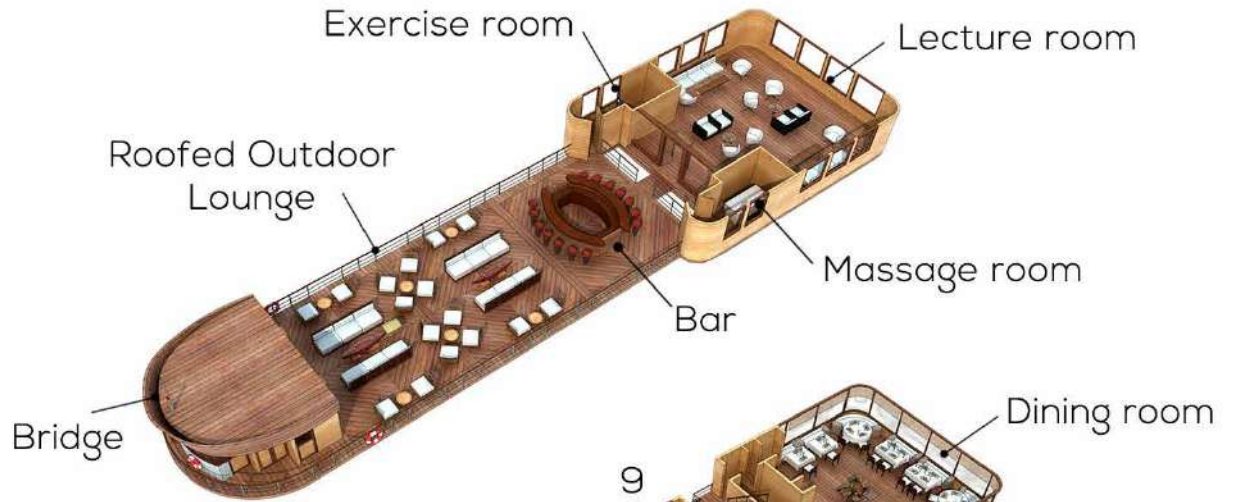 Exercise room
Lecture room
Roofed Outdoor
Lounge
Massage room
Bar
Bridge
Dining room
9